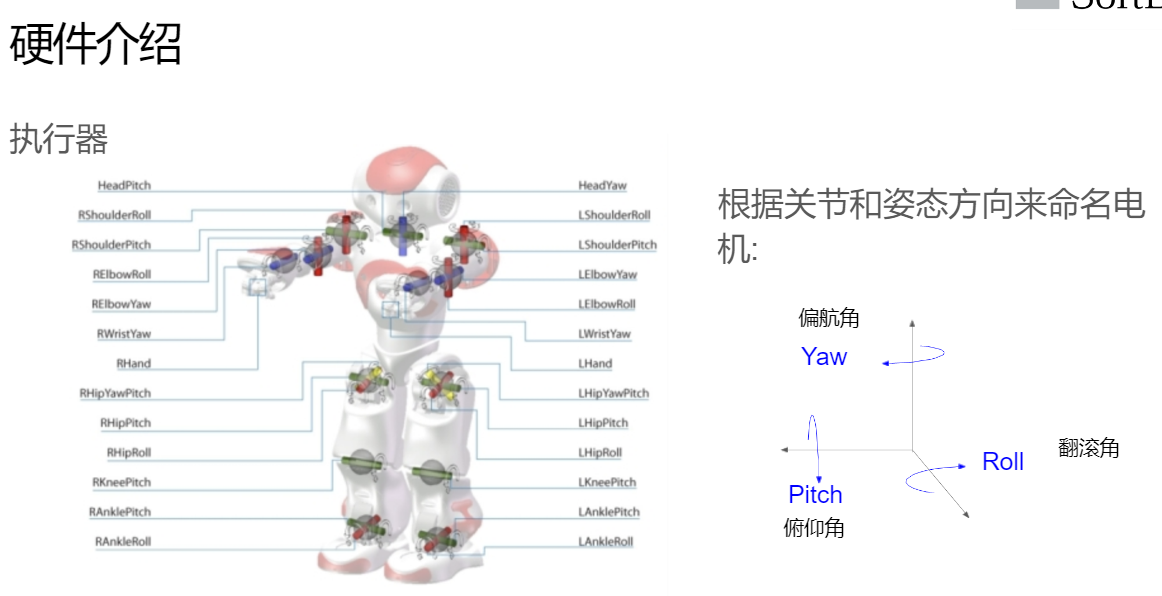 硬件介绍
执行器
HeadPitch
RShoulderRoll
RShoulderPitch
RElbowRoll
RElbowYaw
RWristYaw
RHand
RHipYawPitch
RHipPitch
RHipRoll
RKneePitch
RAnklePitch
RAnkleRoll
HeadYaw
LShoulderRoll
LShoulderPitch
LElbowYaw
LElbowRoll
LWristYaw
LHand
LHipYawPitch
LHipPitch
LHipRoll
LKneePitch
LAnklePitch
LAnkleRoll
根据关节和姿态方向来命名电
机:
偏航角
Yaw
Roll
翻滚角
Pitch
俯仰角